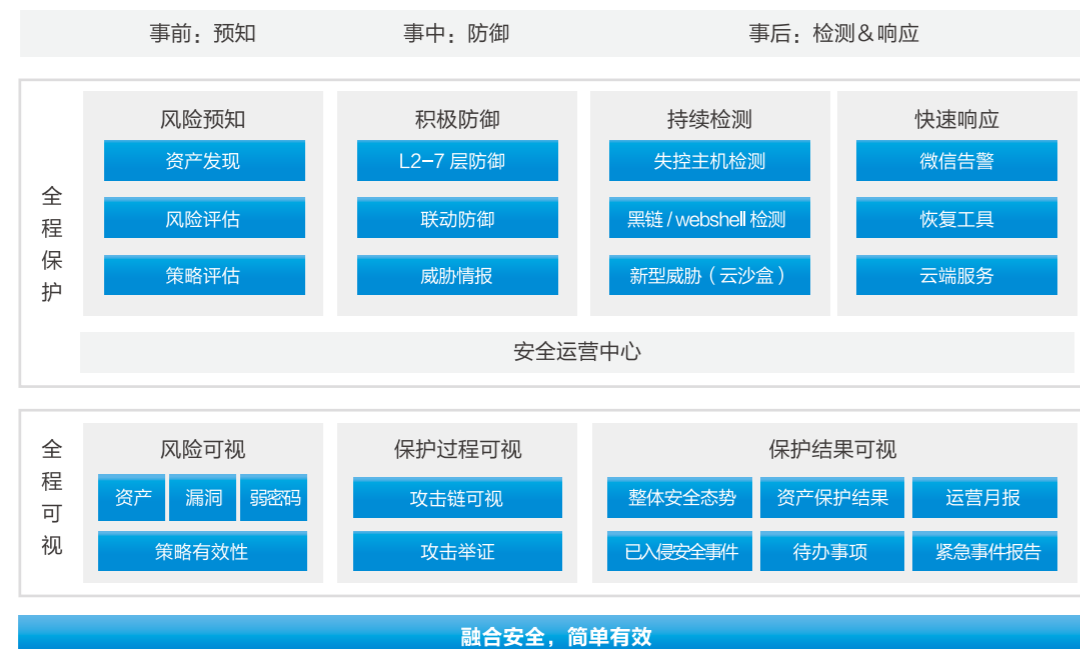 事前：预知 事中：防御 事后：检测&响应
全程保护
风险预知 积极防御 持续检测 快速响应
资产发现 L2-7 层防御 失控主机检测 微信告警
风险评估 联动防御 黑链 / webshell 检测 恢复工具
策略评估 威胁情报 新型威胁（云沙盒） 云端服务
安全运营中心
全程可视
风险可视 保护过程可视 保护结果可视
资产 漏洞 弱密码 攻击链可视 整体安全态势 资产保护结果 运营月报
策略有效性 攻击举证 已入侵安全事件 待办事项 紧急事件报告
融合安全，简单有效